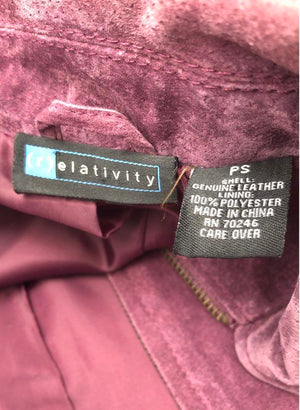 (r)elativity
PS
SHELL:
GENUINE LEATHER
LINING:
100% POLYESTER
MADE IN CHINA
RN 70246
CARE OVER